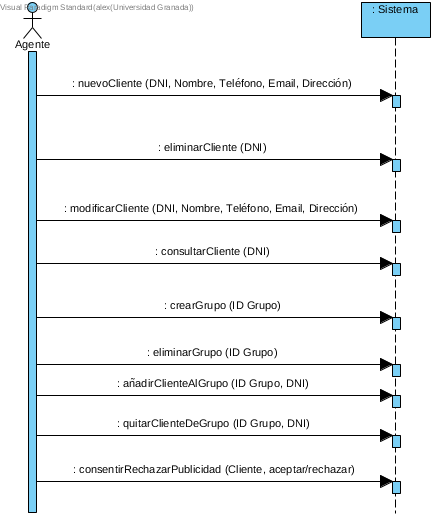 Visual Paradigm Standard(alex(Universidad Granada))
: Sistema
Agente
: nuevoCliente (DNI, Nombre, Teléfono, Email, Dirección)
: eliminarCliente (DNI)
: modificarCliente (DNI, Nombre, Teléfono, Email, Dirección)
: consultarCliente (DNI)
: crearGrupo (ID Grupo)
: eliminarGrupo (ID Grupo)
: añadirClienteAlGrupo (ID Grupo, DNI)
: quitarClienteDeGrupo (ID Grupo, DNI)
: consentirRechazarPublicidad (Cliente, aceptar/rechazar)